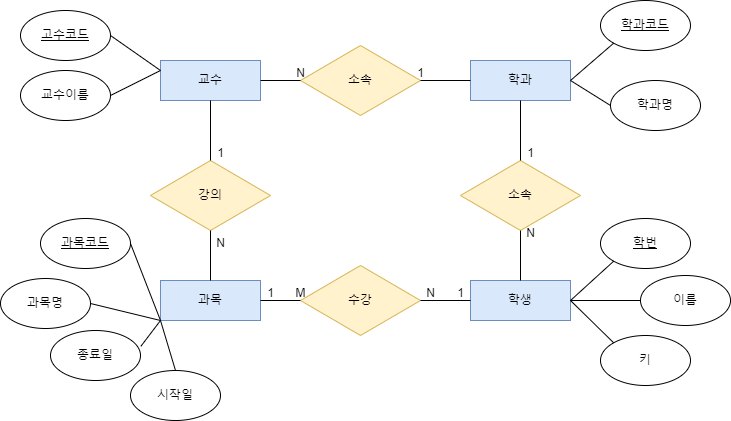 고수코드
학과코드
교수
N
소속
1
학과
교수이름
학과명
1
1
강의
소속
N
N
과목코드
학번
과목명
과목
1
M
수강
N
1
학생
이름
종료일
키
시작일